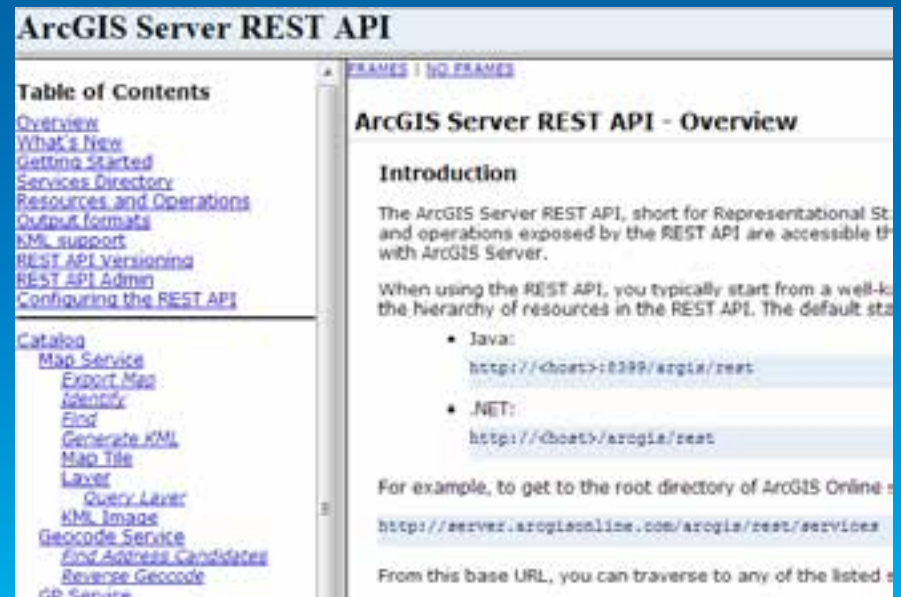 ArcGIS Server REST API
Table of Contents
Overview
What's New
Getting Started
Services Directory
Resources and Operations
Output formats
KML support
REST API Versioning
REST API Admin
Configuring the REST API
Catalog
Map Service
Export Map
Identify
Find
Generate KML
Map Tile
Layer
Query Layer
KML Image
Geocode Service
Find Address Candidates
Reverse Geocode
GP Service
FRAMES | NO FRAMES
ArcGIS Server REST API - Overview
Introduction
The ArcGIS Server REST API, short for Representational St
and operations exposed by the REST API are accessible th
with ArcGIS Server.
When using the REST API, you typically start from a well-k
the hierarchy of resources in the REST API. The default sta
• Java:
http://<host>:8399/arcgis/rest
• .NET:
http://<host>/arcgis/rest
For example, to get to the root directory of ArcGIS Online s
http://server.arcgisonline.com/arcgis/rest/services
From this base URL, you can traverse to any of the listed s